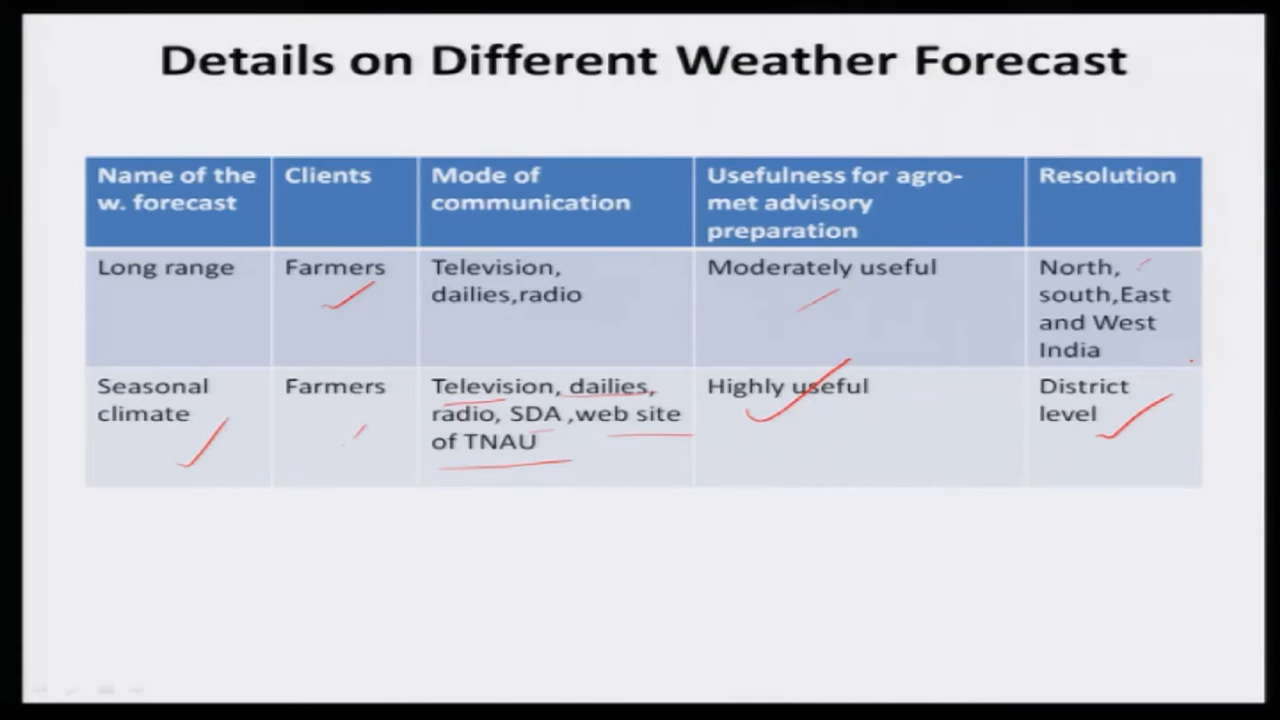 Details on Different Weather Forecast
Name of the
w. forecast
Clients
Mode of
communication
Usefulness for agro-
met advisory
preparation
Resolution
Long range
Farmers
Television,
dailies,radio
Moderately useful
North,
south,East
and West
India
Seasonal
climate
Farmers
Television, dailies,
radio, SDA ,web site
of TNAU
Highly useful
District
level